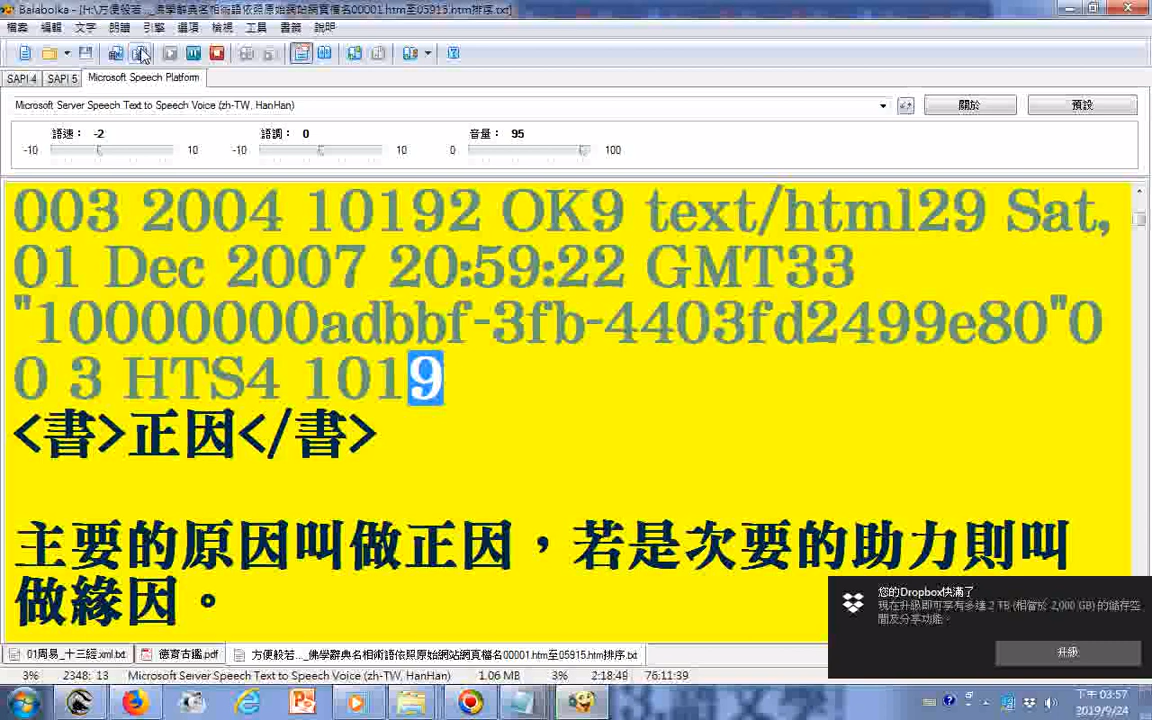 Balabolka - [H:\方便般若..._佛學辭典名相術語依照原始網站網頁檔名00001.htm至05915.htm排序.txt]
檔案 編輯 文字 朗讀 引擎 選項 檢視 工具 書籤 說明
SAPI 4 SAPI 5 Microsoft Speech Platform
Microsoft Server Speech Text to Speech Voice (zh-TW, HanHan) 關於 預設
語速： -2 語調： 0 音量： 95
-10 10 -10 10 0 100
003 2004 10192 OK9 text/html29 Sat,
01 Dec 2007 20:59:22 GMT33
"10000000adbbf-3fb-4403fd2499e80"0
0 3 HTS4 1019
<書>正因</書>
主要的原因叫做正因，若是次要的助力則叫
做緣因。
您的Dropbox快滿了
現在升級即可享有多達 2 TB (相當於 2,000 GB) 的儲存空
間及分享功能。
升級
01周易_十三經.xml.txt 德育古鑑.pdf 方便般若..._佛學辭典名相術語依照原始網站網頁檔名00001.htm至05915.htm排序.txt
3% 2348: 13 Microsoft Server Speech Text to Speech Voice (zh-TW, HanHan) 1.06 MB 3% 2:18:49 76:11:39
下午 03:57
2019/9/24